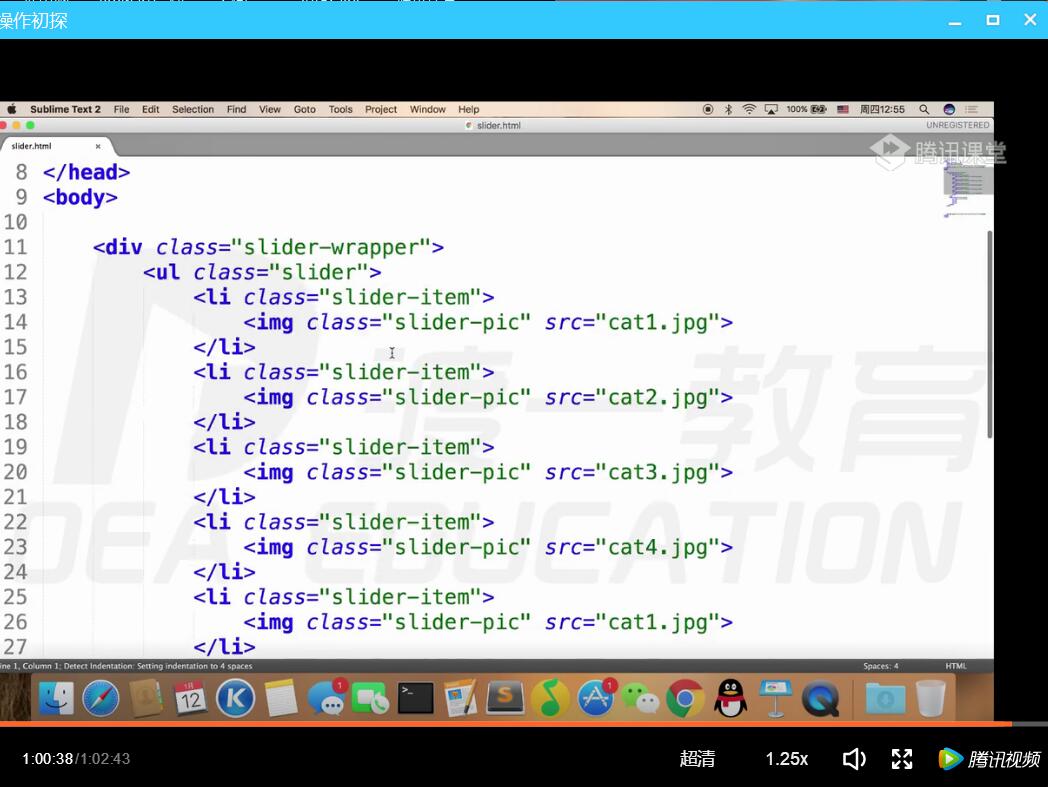 操作初探
Sublime Text 2 File Edit Selection Find View Goto Tools Project Window Help 100% 周四12:55
slider.html
UNREGISTERED
slider.html
腾讯课堂
8 </head>
9 <body>
10
11 <div class="slider-wrapper">
12 <ul class="slider">
13 <li class="slider-item">
14 <img class="slider-pic" src="cat1.jpg">
15 </li>
16 <li class="slider-item">
17 <img class="slider-pic" src="cat2.jpg">
18 </li>
19 <li class="slider-item">
20 <img class="slider-pic" src="cat3.jpg">
21 </li>
22 <li class="slider-item">
23 <img class="slider-pic" src="cat4.jpg">
24 </li>
25 <li class="slider-item">
26 <img class="slider-pic" src="cat1.jpg">
27 </li>
教育
EDUCATION
ine 1, Column 1; Detect Indentation: Setting indentation to 4 spaces Spaces: 4 HTML
1月
12
1
1
1:00:38/1:02:43 超清 1.25x 腾讯视频